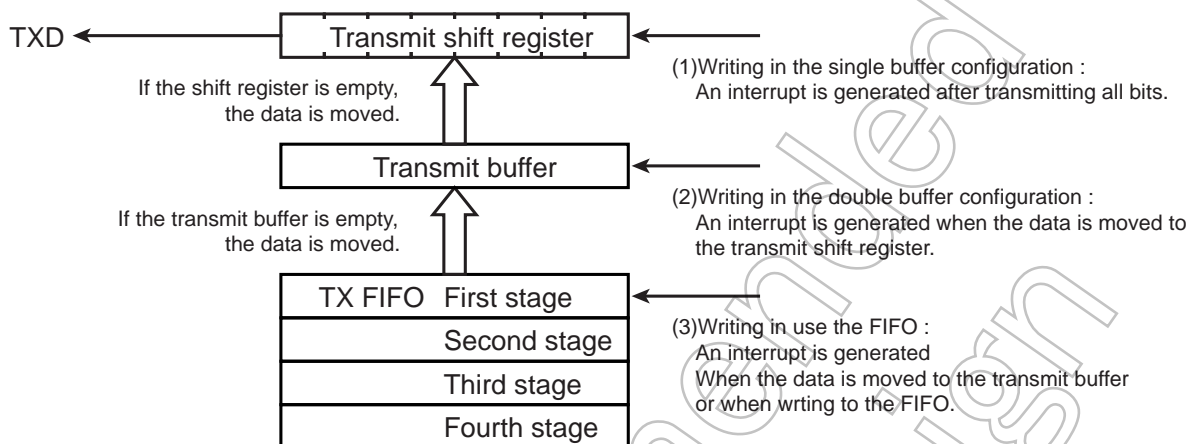 TXD
Transmit shift register
(1)Writing in the single buffer configuration :
An interrupt is generated after transmitting all bits.
If the shift register is empty,
the data is moved.
Transmit buffer
(2)Writing in the double buffer configuration :
An interrupt is generated when the data is moved to
the transmit shift register.
If the transmit buffer is empty,
the data is moved.
TX FIFO First stage
Second stage
Third stage
Fourth stage
(3)Writing in use the FIFO :
An interrupt is generated
When the data is moved to the transmit buffer
or when wrting to the FIFO.